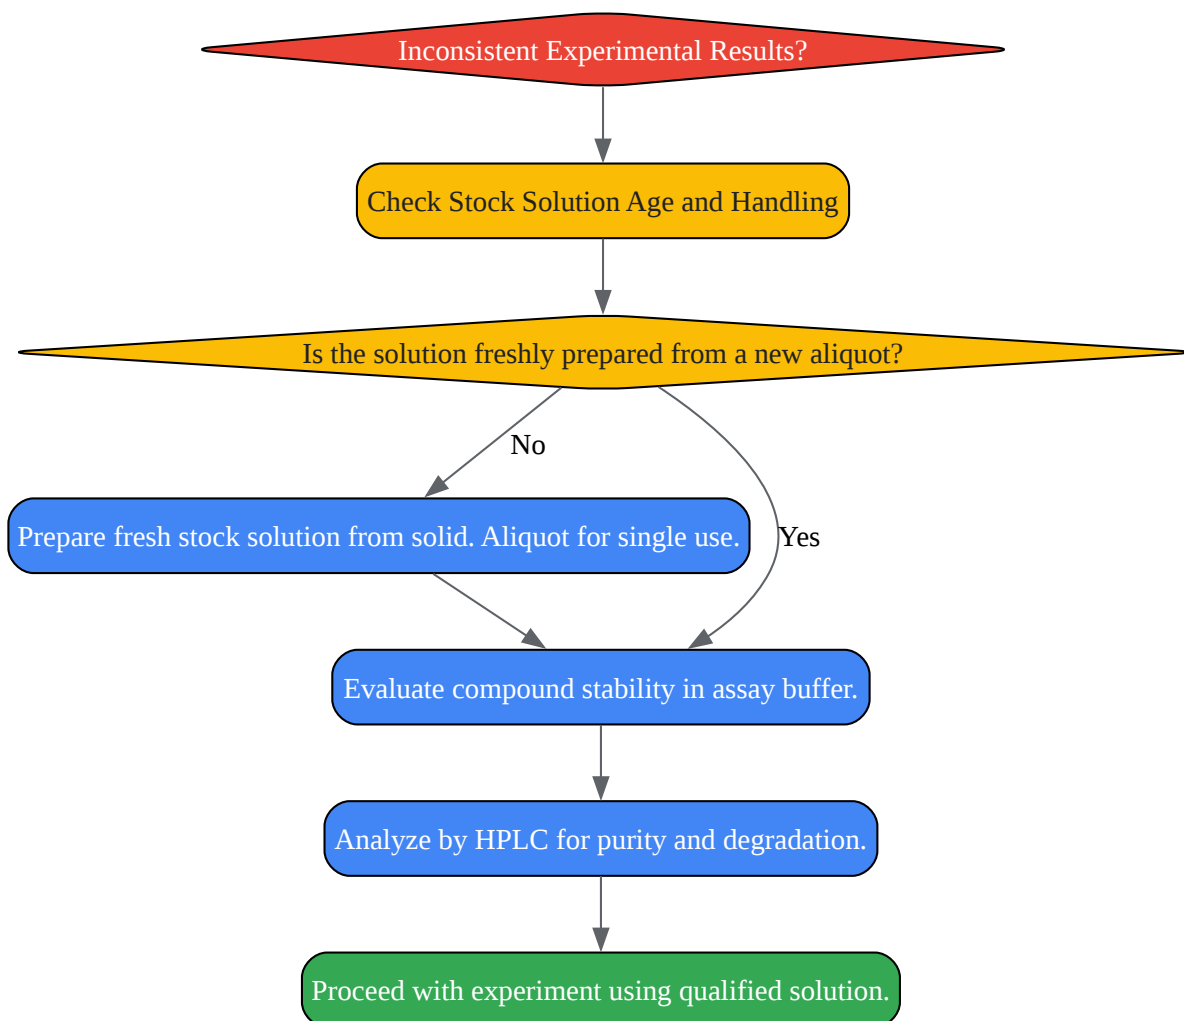 Inconsistent Experimental Results?
Check Stock Solution Age and Handling
Is the solution freshly prepared from a new aliquot?
No
Prepare fresh stock solution from solid. Aliquot for single use.
Yes
Evaluate compound stability in assay buffer.
Analyze by HPLC for purity and degradation.
Proceed with experiment using qualified solution.